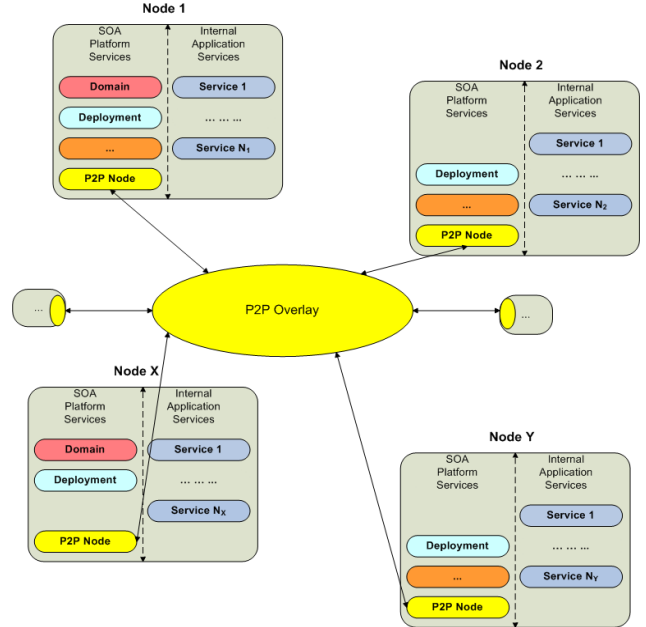 Node 1
SOA
Platform
Services
Internal
Application
Services
Domain
Service 1
Deployment
... ... ...
...
Service N1
P2P Node
Node 2
SOA
Platform
Services
Internal
Application
Services
Service 1
Deployment
... ... ...
...
Service N2
P2P Node
...
P2P Overlay
...
Node X
SOA
Platform
Services
Internal
Application
Services
Domain
Service 1
Deployment
... ... ...
Service NX
P2P Node
Node Y
SOA
Platform
Services
Internal
Application
Services
Service 1
Deployment
... ... ...
...
Service NY
P2P Node